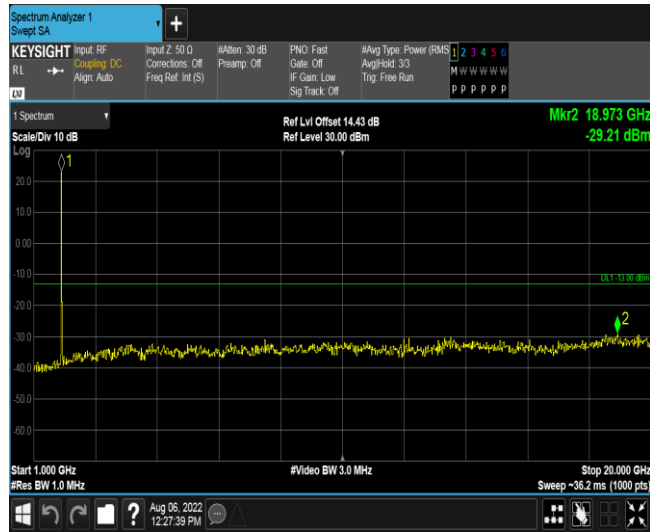 Spectrum Analyzer 1
Swept SA
+
KEYSIGHT Input: RF Input Z: 50 Ω #Atten: 30 dB PNO: Fast #Avg Type: Power (RMS 1 2 3 4 5 6
RL Coupling: DC Corrections: Off Preamp: Off Gate: Off Avg|Hold: 3/3 M W W W W W
Align: Auto Freq Ref: Int (S) IF Gain: Low Trig: Free Run
LXI Sig Track: Off P P P P P P
1 Spectrum Ref Lvl Offset 14.43 dB Mkr2 18.973 GHz
Scale/Div 10 dB Ref Level 30.00 dBm -29.21 dBm
Log
1
20.0
10.0
0.00
-10.0
DL1 -13.00 dBm
-20.0
2
-30.0
-40.0
-50.0
-60.0
Start 1.000 GHz #Video BW 3.0 MHz Stop 20.000 GHz
#Res BW 1.0 MHz Sweep ~36.2 ms (1000 pts)
? Aug 06, 2022
12:27:39 PM